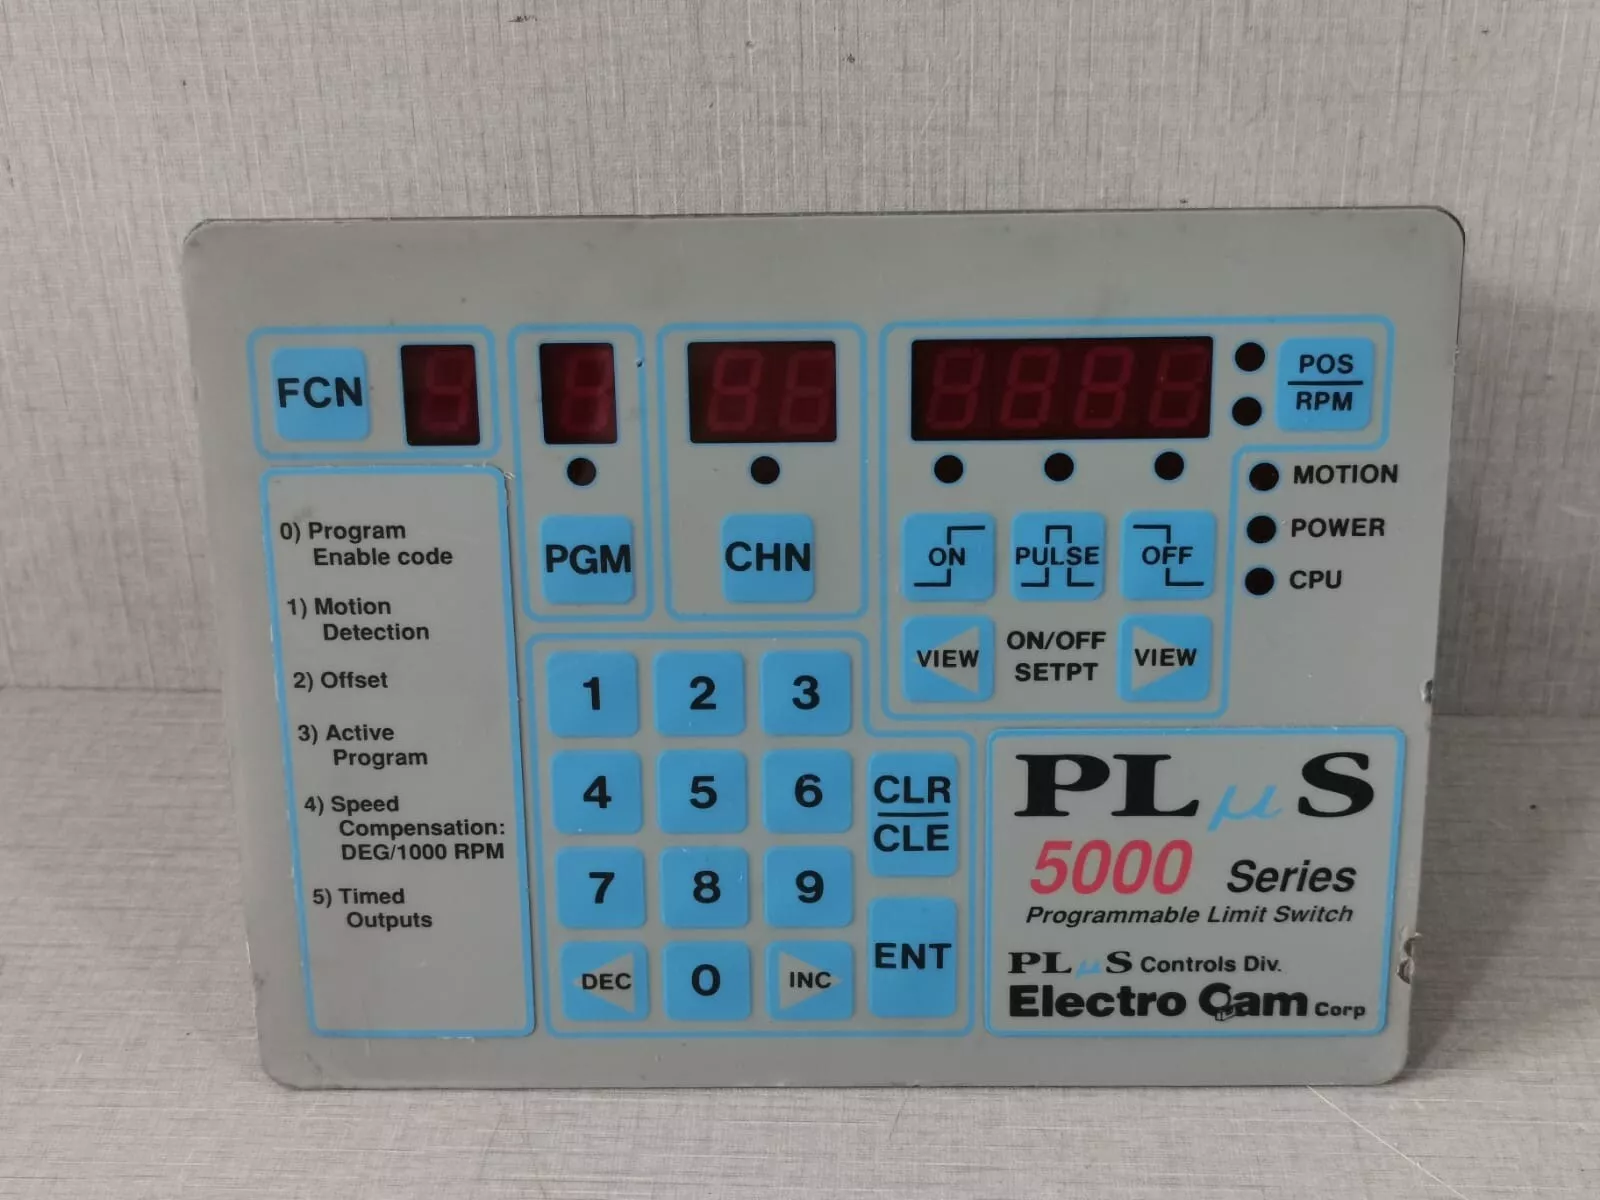 FCN
POS
RPM
MOTION
POWER
CPU
PGM
CHN
ON
PULSE
OFF
VIEW
ON/OFF
SETPT
VIEW
0) Program
Enable code
1) Motion
Detection
2) Offset
3) Active
Program
4) Speed
Compensation:
DEG/1000 RPM
5) Timed
Outputs
1
2
3
4
5
6
CLR
CLE
7
8
9
ENT
DEC
0
INC
PLμS
5000 Series
Programmable Limit Switch
PLμS Controls Div.
Electro Cam Corp